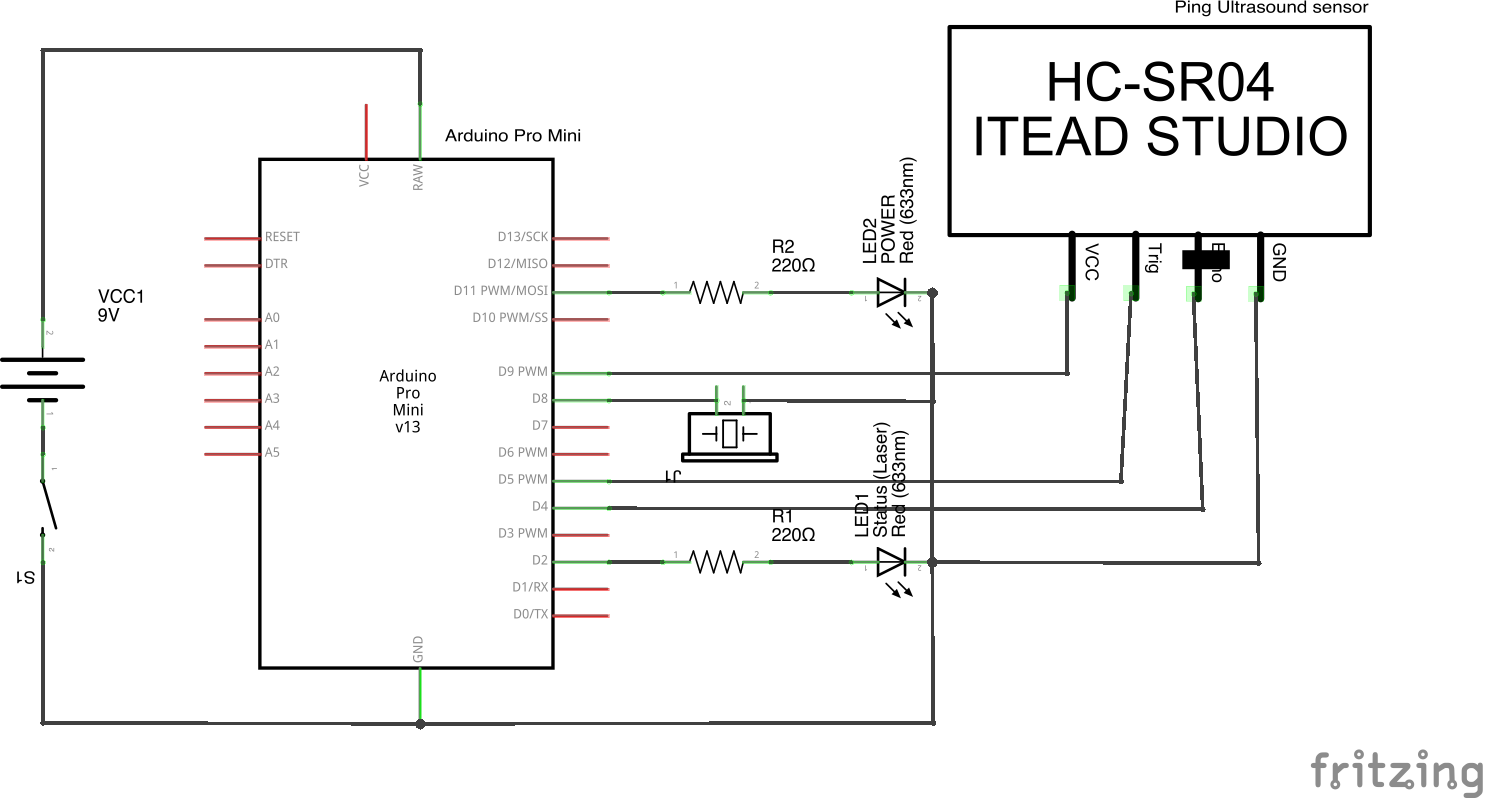 Ping Ultrasound sensor
HC-SR04
ITEAD STUDIO
VCC
Trig
GND
Arduino Pro Mini
VCC
RAW
RESET
DTR
A0
A1
A2
A3
A4
A5
D13/SCK
D12/MISO
D11 PWM/MOSI
D10 PWM/SS
D9 PWM
D8
D7
D6 PWM
D5 PWM
D4
D3 PWM
D2
D1/RX
D0/TX
GND
Arduino
Pro
Mini
v13
VCC1
9V
2
1
1
2
S1
R2
220Ω
1
2
LED2
POWER
Red (633nm)
1
2
2
J1
R1
220Ω
1
2
LED1
Status (Laser)
Red (633nm)
1
2
fritzing